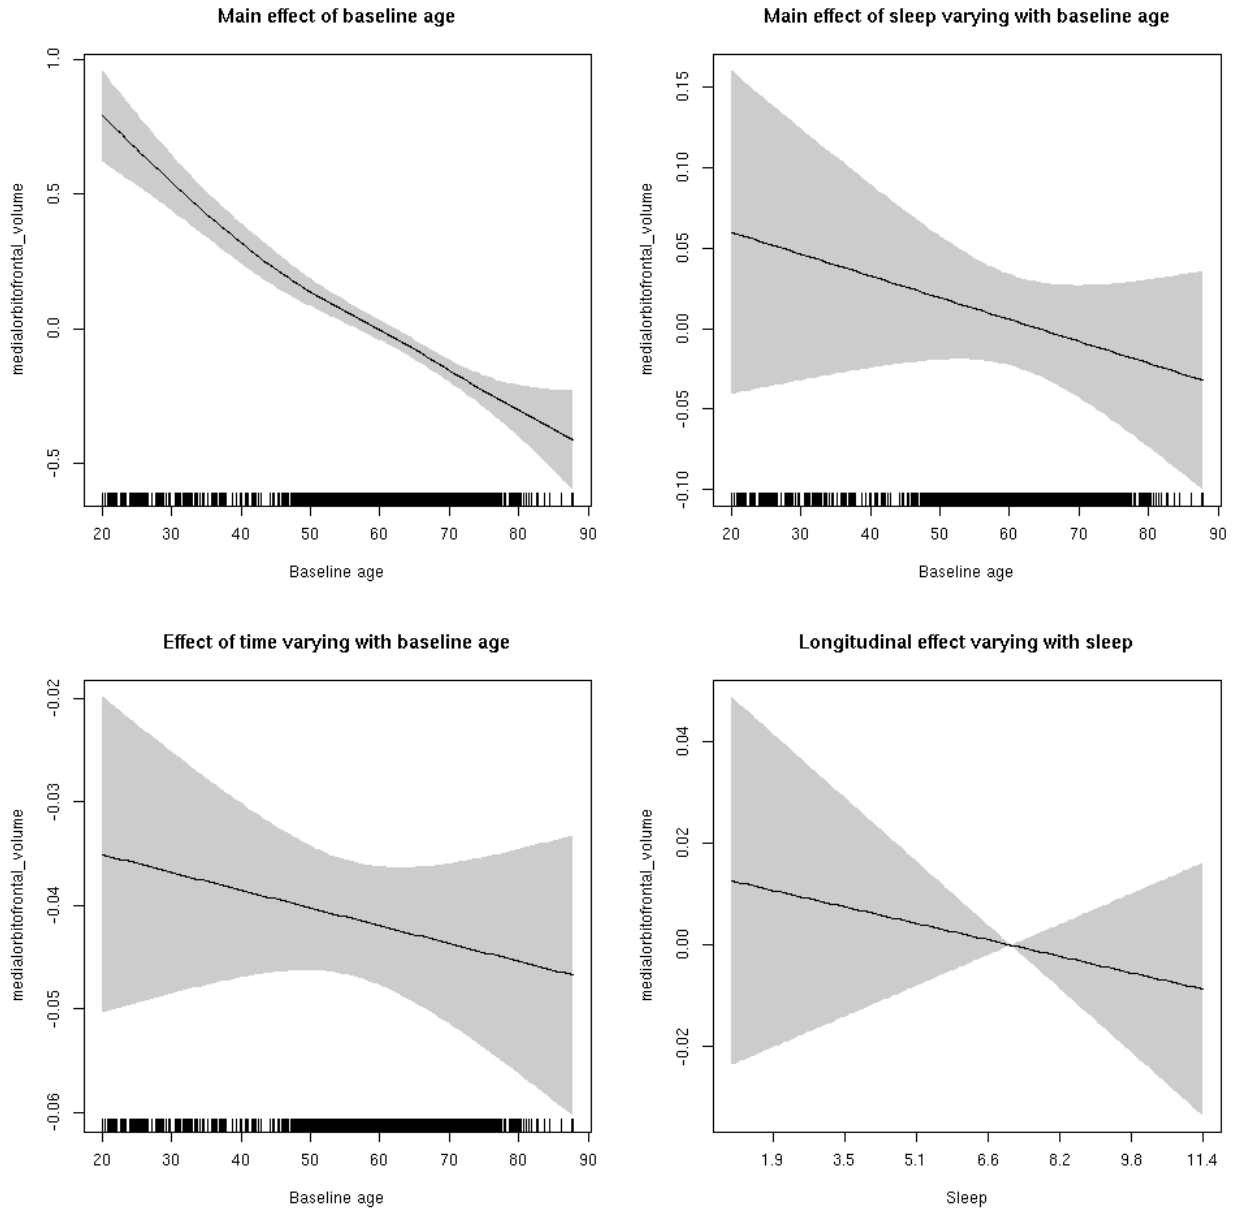 Main effect of baseline age
medialorbitofrontal_volume
1.0
0.5
0.0
-0.5
20 30 40 50 60 70 80 90
Baseline age
Main effect of sleep varying with baseline age
medialorbitofrontal_volume
0.15
0.10
0.05
0.00
-0.05
-0.10
20 30 40 50 60 70 80 90
Baseline age
Effect of time varying with baseline age
medialorbitofrontal_volume
-0.02
-0.03
-0.04
-0.05
-0.06
20 30 40 50 60 70 80 90
Baseline age
Longitudinal effect varying with sleep
medialorbitofrontal_volume
0.04
0.02
0.00
-0.02
1.9 3.5 5.1 6.6 8.2 9.8 11.4
Sleep